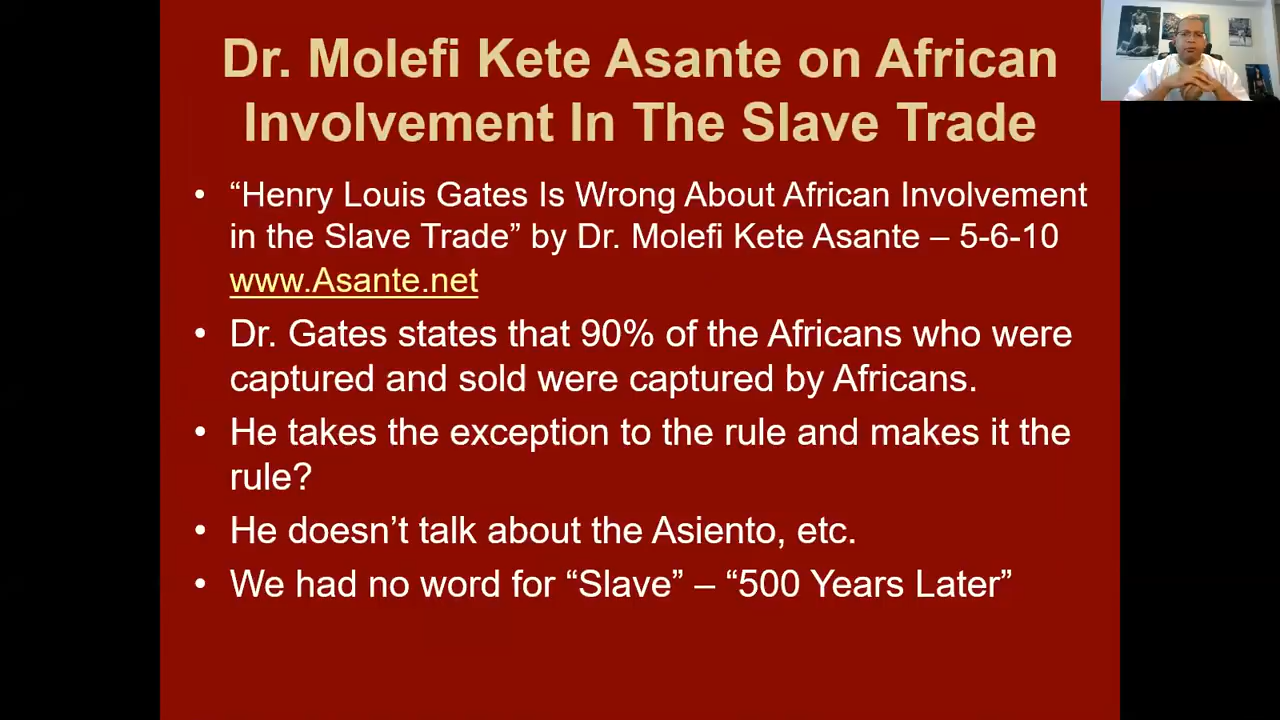 Dr. Molefi Kete Asante on African
Involvement In The Slave Trade
• “Henry Louis Gates Is Wrong About African Involvement
in the Slave Trade” by Dr. Molefi Kete Asante – 5-6-10
www.Asante.net
• Dr. Gates states that 90% of the Africans who were
captured and sold were captured by Africans.
• He takes the exception to the rule and makes it the
rule?
• He doesn’t talk about the Asiento, etc.
• We had no word for “Slave” – “500 Years Later”